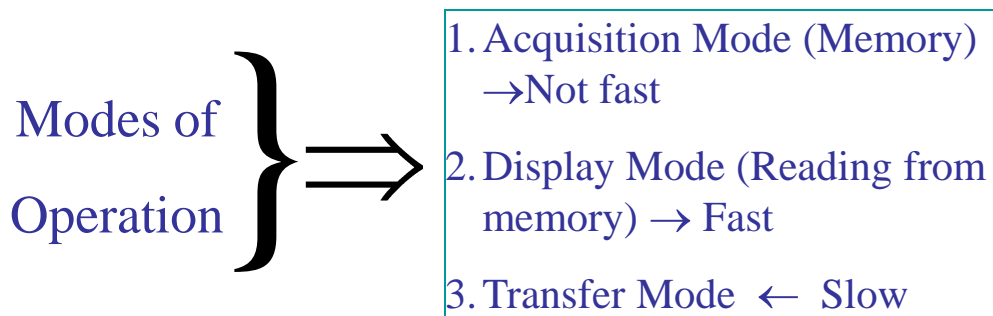 Modes of
Operation
1. Acquisition Mode (Memory)
→Not fast
2. Display Mode (Reading from
memory) → Fast
3. Transfer Mode ← Slow